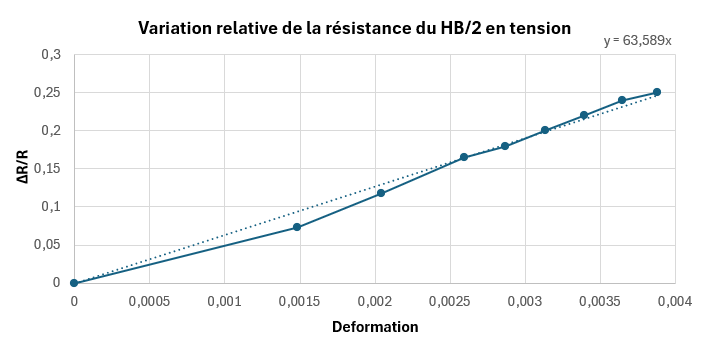 Variation relative de la résistance du HB/2 en tension
y = 63,589x
0,3
0,25
0,2
0,15
0,1
0,05
0
ΔR/R
0 0,0005 0,001 0,0015 0,002 0,0025 0,003 0,0035 0,004
Deformation